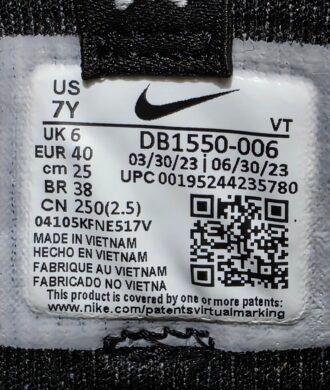 US
7Y
VT
UK 6
DB1550-006
EUR 40
03/30/23 | 06/30/23
cm 25
UPC 00195244235780
BR 38
CN 250(2.5)
04105KFNE517V
MADE IN VIETNAM
HECHO EN VIETNAM
FABRIQUE AU VIETNAM
FABRICADO NO VIETNA
This product is covered by one or more patents:
www.nike.com/patentsvirtualmarking